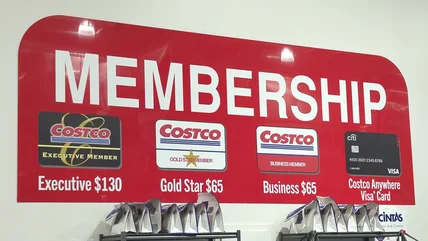 MEMBERSHIP
COSTCO
EXECUTIVE MEMBER
Executive $130
COSTCO
GOLD STAR MEMBER
Gold Star $65
COSTCO
BUSINESS MEMBER
Business $65
citi
VISA
Costco Anywhere
Visa® Card
CINTAS